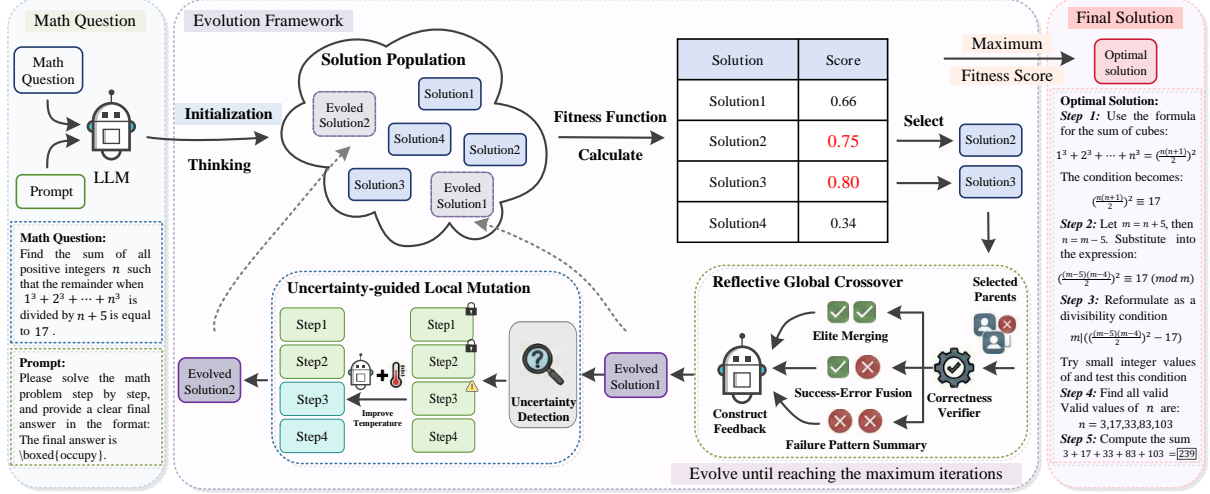 Math Question
Math
Question
LLM
Prompt
Math Question:
Find the sum of all
positive integers n such
that the remainder when
1³ + 2³ + ⋯ + n³ is
divided by n + 5 is equal
to 17 .
Prompt:
Please solve the math
problem step by step,
and provide a clear final
answer in the format:
The final answer is
\boxed{occupy}.
Evolution Framework
Initialization
Thinking
Solution Population
Evoled
Solution2
Solution1
Solution4
Solution2
Solution3
Evoled
Solution1
Fitness Function
Calculate
Solution Score
Solution1 0.66
Solution2 0.75
Solution3 0.80
Solution4 0.34
Select
Solution2
Solution3
Maximum
Fitness Score
Uncertainty-guided Local Mutation
Step1
Step2
Step3
Step4
+
Improve
Temperature
Step1
Step2
Step3
Step4
?
Uncertainty
Detection
Evolved
Solution2
Evolved
Solution1
Reflective Global Crossover
Selected
Parents
Elite Merging
Success-Error Fusion
Failure Pattern Summary
Construct
Feedback
Correctness
Verifier
Evolve until reaching the maximum iterations
Final Solution
Optimal
solution
Optimal Solution:
Step 1: Use the formula
for the sum of cubes:
1³ + 2³ + ⋯ + n³ = (n(n+1)/2)²
The condition becomes:
(n(n+1)/2)² ≡ 17
Step 2: Let m = n + 5, then
n = m − 5. Substitute into
the expression:
((m−5)(m−4)/2)² ≡ 17 (mod m)
Step 3: Reformulate as a
divisibility condition
m|(((m−5)(m−4)/2)² − 17)
Try small integer values
of and test this condition
Step 4: Find all valid
Valid values of n are:
n = 3,17,33,83,103
Step 5: Compute the sum
3 + 17 + 33 + 83 + 103 = 239